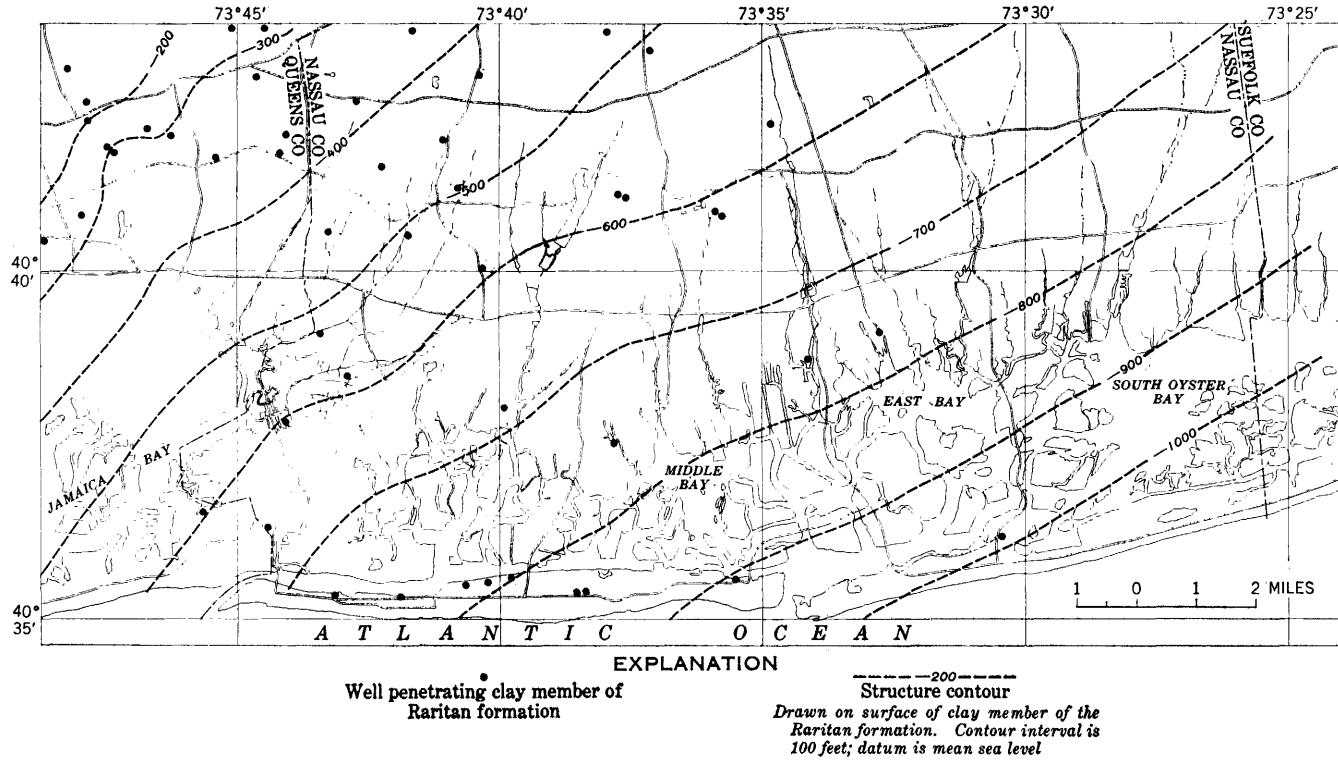 73°45'
73°40'
73°35'
73°30'
73°25'
200
300
NASSAU CO
QUEENS CO
400
500
600
700
800
900
1000
SUFFOLK CO
NASSAU CO
40°
40'
JAMAICA BAY
MIDDLE
BAY
EAST BAY
SOUTH OYSTER
BAY
40°
35'
ATLANTIC OCEAN
1 0 1 2 MILES
EXPLANATION
Well penetrating clay member of
Raritan formation
200
Structure contour
Drawn on surface of clay member of the
Raritan formation. Contour interval is
100 feet; datum is mean sea level